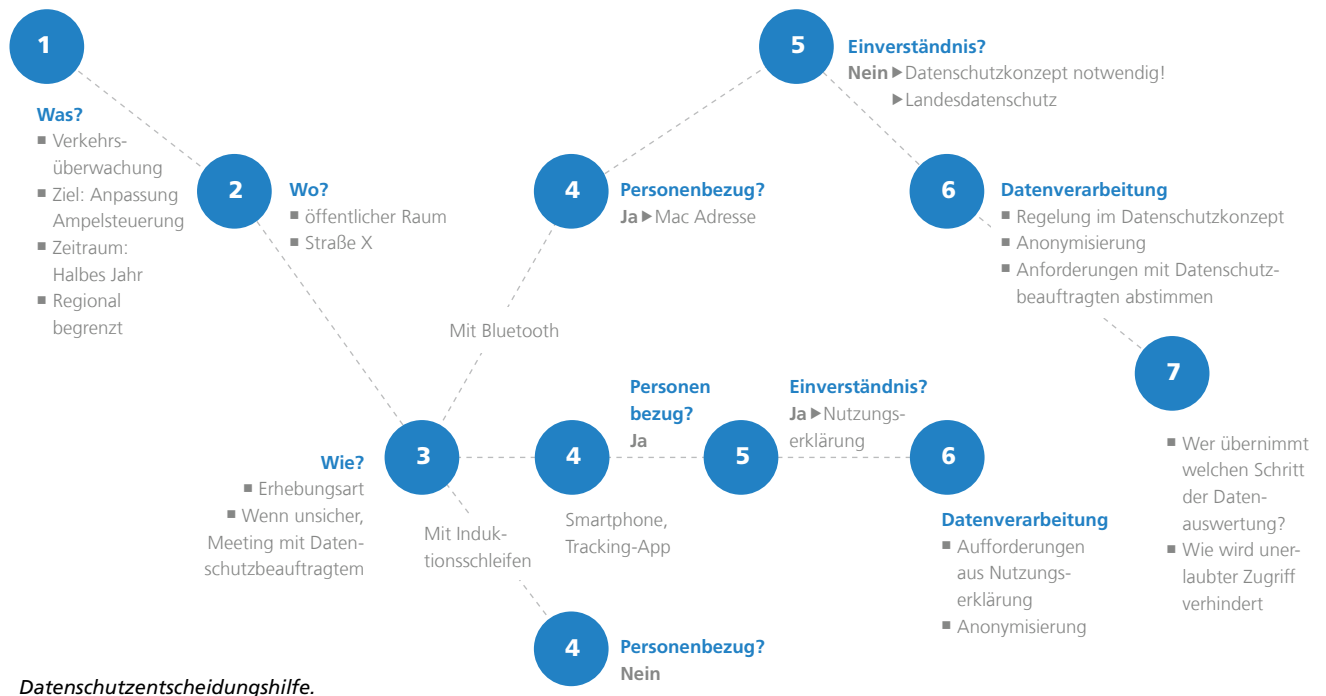 1
Was?
■ Verkehrs-
überwachung
■ Ziel: Anpassung
Ampelsteuerung
■ Zeitraum:
Halbes Jahr
■ Regional
begrenzt
2
Wo?
■ öffentlicher Raum
■ Straße X
3
Wie?
■ Erhebungsart
■ Wenn unsicher,
Meeting mit Daten-
schutzbeauftragtem
Mit Bluetooth
4
Personenbezug?
Ja ▶ Mac Adresse
5
Einverständnis?
Nein ▶ Datenschutzkonzept notwendig!
▶ Landesdatenschutz
6
Datenverarbeitung
■ Regelung im Datenschutzkonzept
■ Anonymisierung
■ Anforderungen mit Datenschutz-
beauftragten abstimmen
7
■ Wer übernimmt
welchen Schritt
der Daten-
auswertung?
■ Wie wird uner-
laubter Zugriff
verhindert
4
Smartphone,
Tracking-App
Personen
bezug?
Ja
5
Einverständnis?
Ja ▶ Nutzungs-
erklärung
6
Datenverarbeitung
■ Aufforderungen
aus Nutzungs-
erklärung
■ Anonymisierung
Mit Induk-
tionsschleifen
4
Personenbezug?
Nein
Datenschutzentscheidungshilfe.